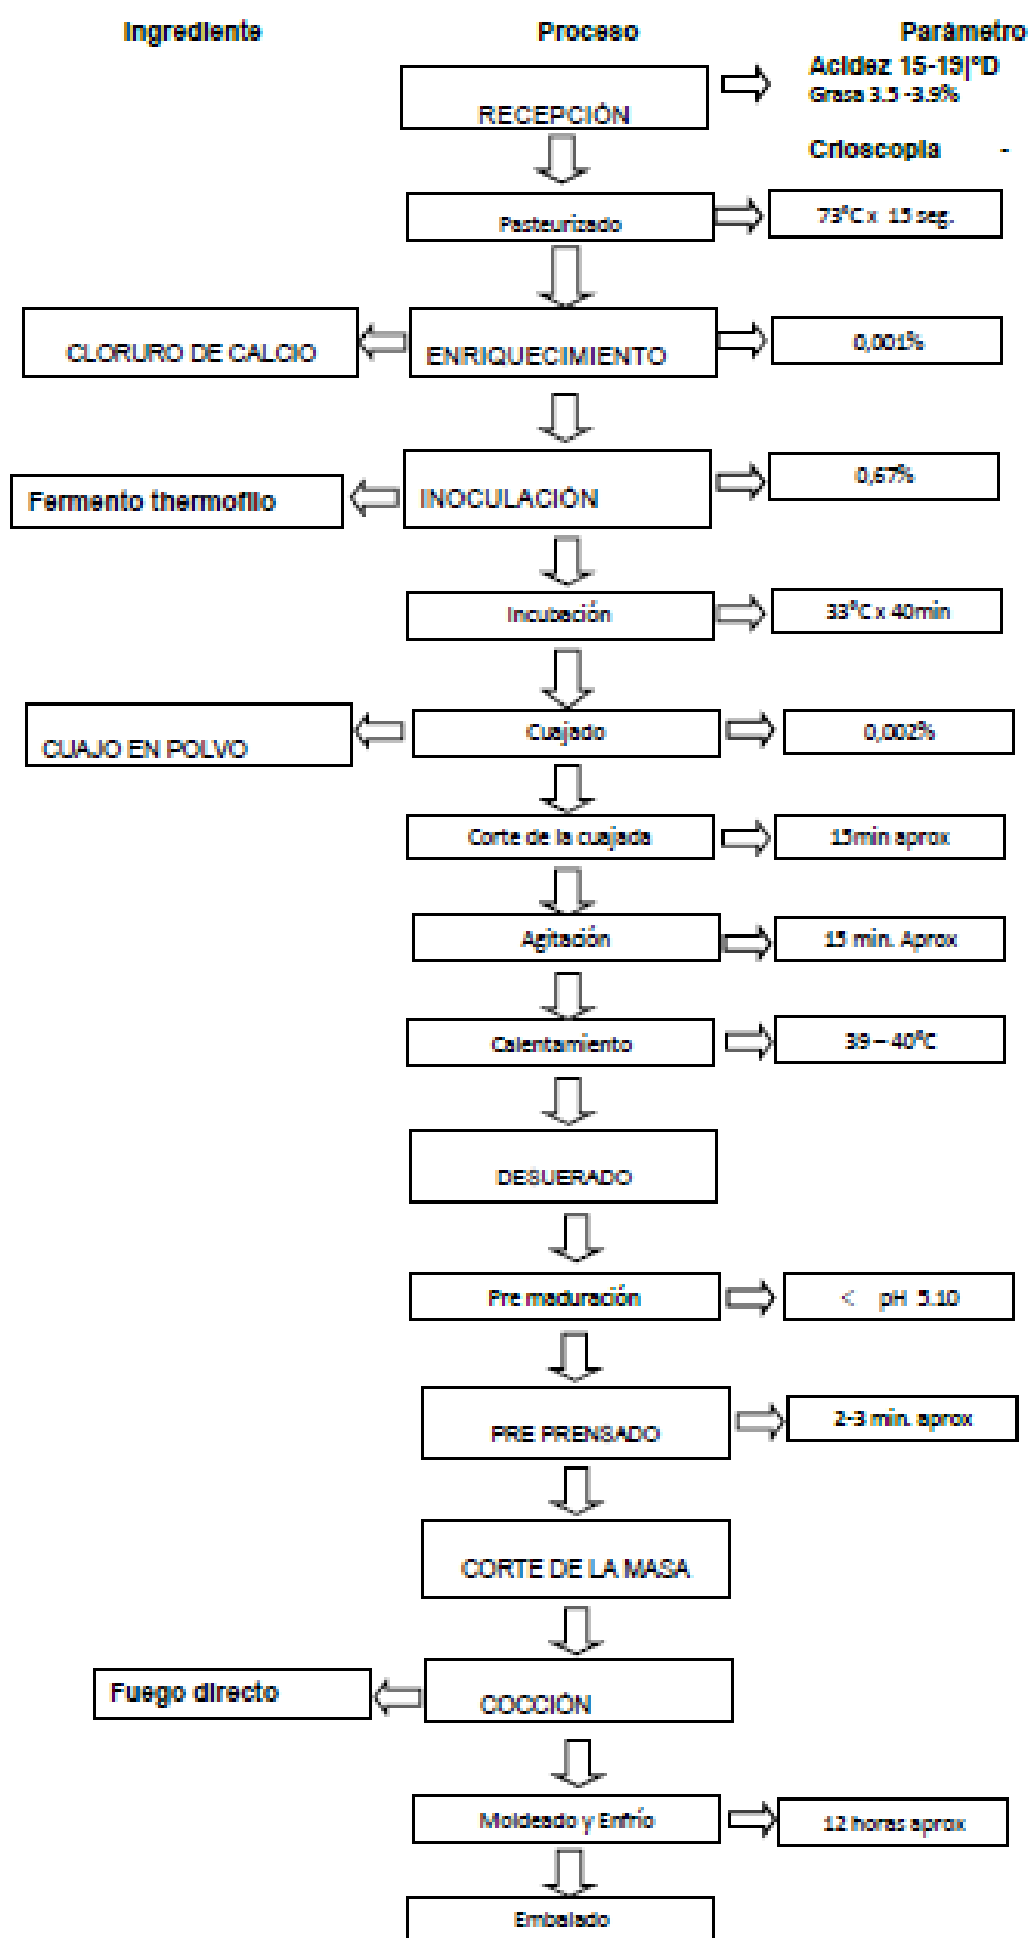 Ingrediente Proceso Parámetro
RECEPCIÓN
Acidez 15-19|°D
Grasa 3.5 -3.9%
Crioscopia -
Pasteurizado
73°C x 15 seg.
CLORURO DE CALCIO
ENRIQUECIMIENTO
0,001%
Fermento thermofilo
INOCULACIÓN
0,67%
Incubación
33°C x 40min
CUAJO EN POLVO
Cuajado
0,002%
Corte de la cuajada
15min aprox
Agitación
15 min. Aprox
Calentamiento
39 – 40°C
DESUERADO
Pre maduración
< pH 5.10
PRE PRENSADO
2-3 min. aprox
CORTE DE LA MASA
Fuego directo
COCCIÓN
Moldeado y Enfrío
12 horas aprox
Embalado